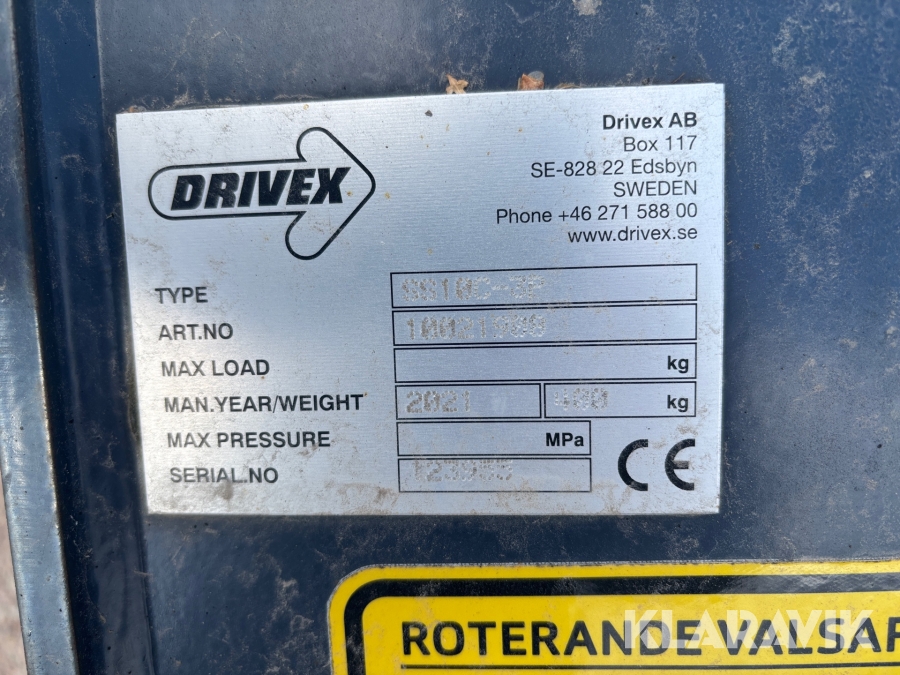 DRIVEX
Drivex AB
Box 117
SE-828 22 Edsbyn
SWEDEN
Phone +46 271 588 00
www.drivex.se
TYPE
ART.NO
MAX LOAD kg
MAN.YEAR/WEIGHT 2021 kg
MAX PRESSURE MPa
SERIAL.NO
CE
ROTERANDE VALSAR
KLARAVIK